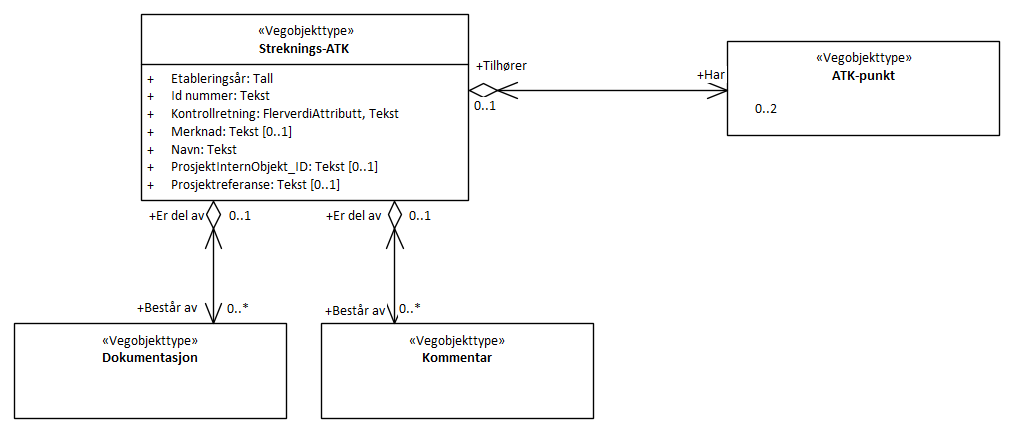 «Vegobjekttype»
Streknings-ATK
+ Etableringsår: Tall
+ Id nummer: Tekst
+ Kontrollretning: FlerverdiAttributt, Tekst
+ Merknad: Tekst [0..1]
+ Navn: Tekst
+ ProsjektInternObjekt_ID: Tekst [0..1]
+ Prosjektreferanse: Tekst [0..1]
+Tilhører
0..1
+Har
«Vegobjekttype»
ATK-punkt
0..2
+Er del av 0..1
+Er del av 0..1
+Består av 0..*
+Består av 0..*
«Vegobjekttype»
Dokumentasjon
«Vegobjekttype»
Kommentar